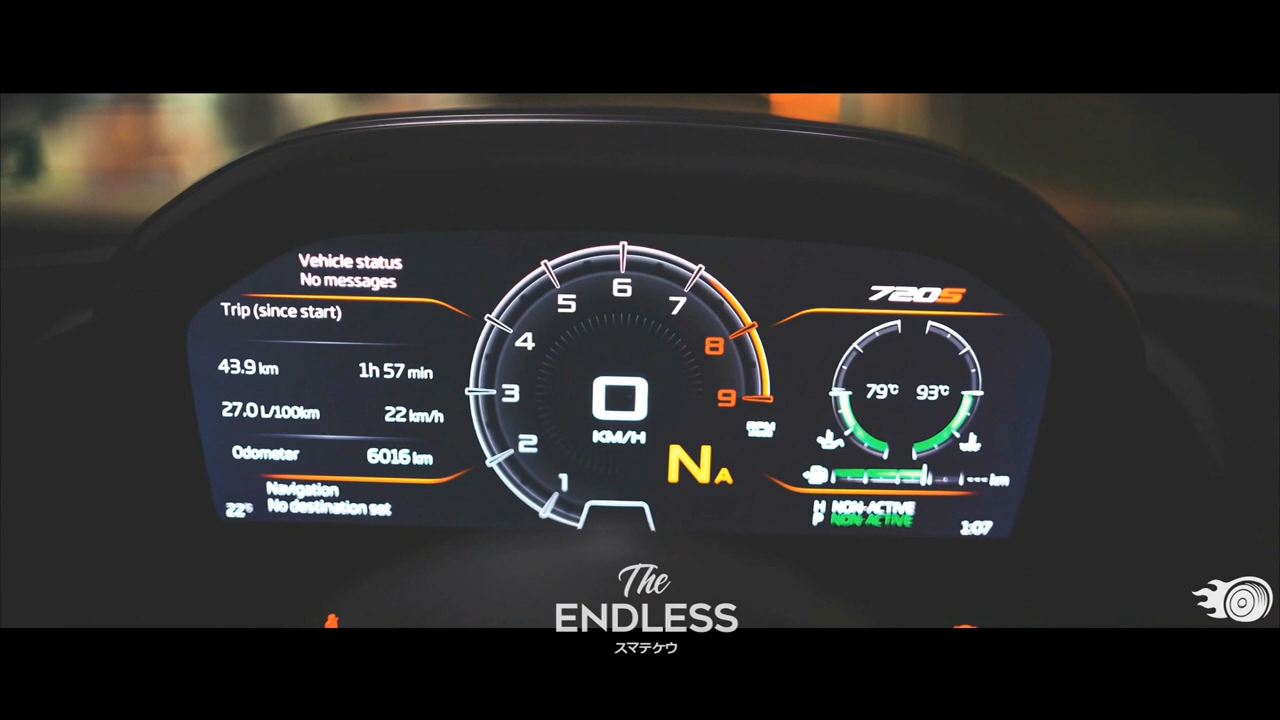 Vehicle status
No messages
Trip (since start)
43.9 km
1h 57 min
27.0 L/100km
22 km/h
Odometer
6016 km
Navigation
No destination set
22°C
1
2
3
4
5
6
7
8
9
0
KM/H
RPM
NA
720S
79°C
93°C
--- km
H NON-ACTIVE
P NON-ACTIVE
1:07
The
ENDLESS
スマテケウ